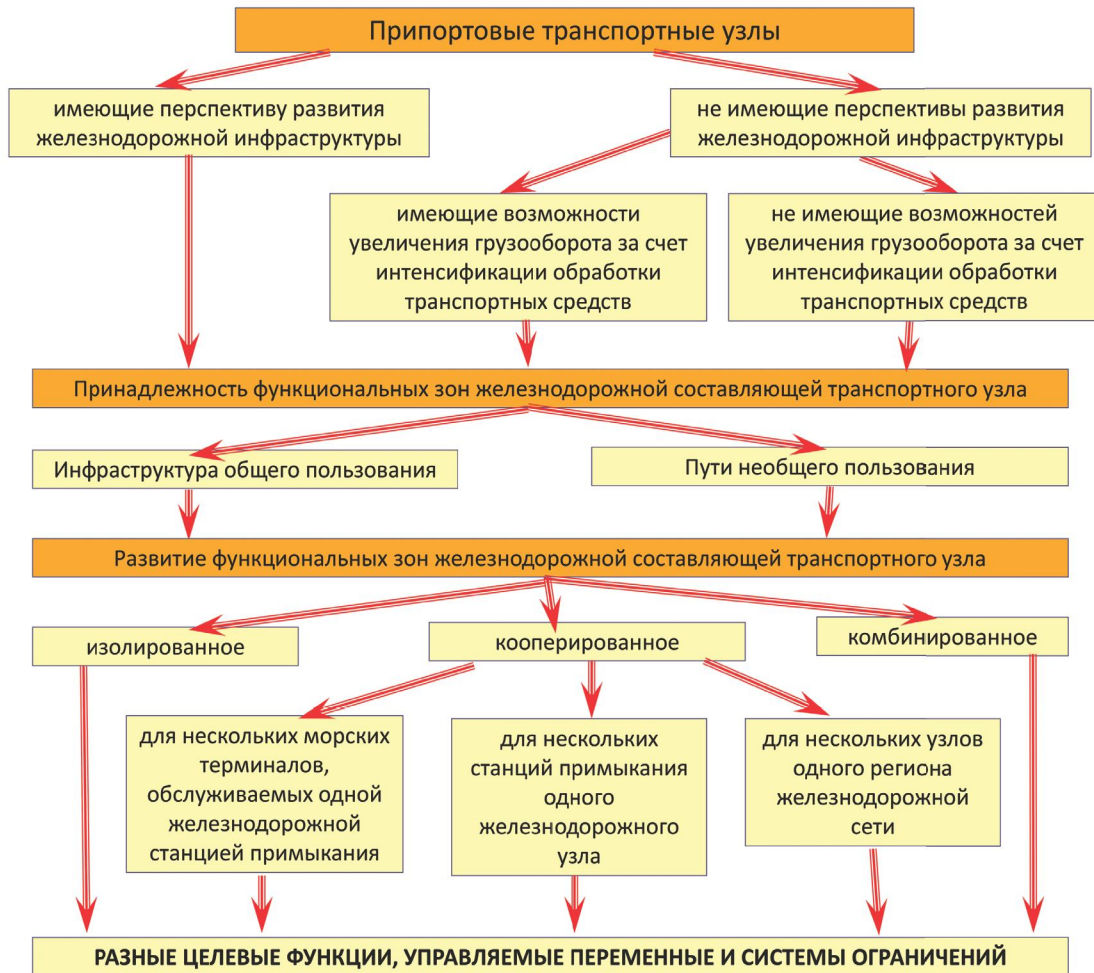 Припортовые транспортные узлы
имеющие перспективу развития
железнодорожной инфраструктуры
не имеющие перспективы развития
железнодорожной инфраструктуры
имеющие возможности
увеличения грузооборота за счет
интенсификации обработки
транспортных средств
не имеющие возможностей
увеличения грузооборота за счет
интенсификации обработки
транспортных средств
Принадлежность функциональных зон железнодорожной составляющей транспортного узла
Инфраструктура общего пользования
Пути необщего пользования
Развитие функциональных зон железнодорожной составляющей транспортного узла
изолированное
кооперированное
комбинированное
для нескольких морских
терминалов,
обслуживаемых одной
железнодорожной
станцией примыкания
для нескольких
станций примыкания
одного
железнодорожного
узла
для нескольких узлов
одного региона
железнодорожной
сети
РАЗНЫЕ ЦЕЛЕВЫЕ ФУНКЦИИ, УПРАВЛЯЕМЫЕ ПЕРЕМЕННЫЕ И СИСТЕМЫ ОГРАНИЧЕНИЙ